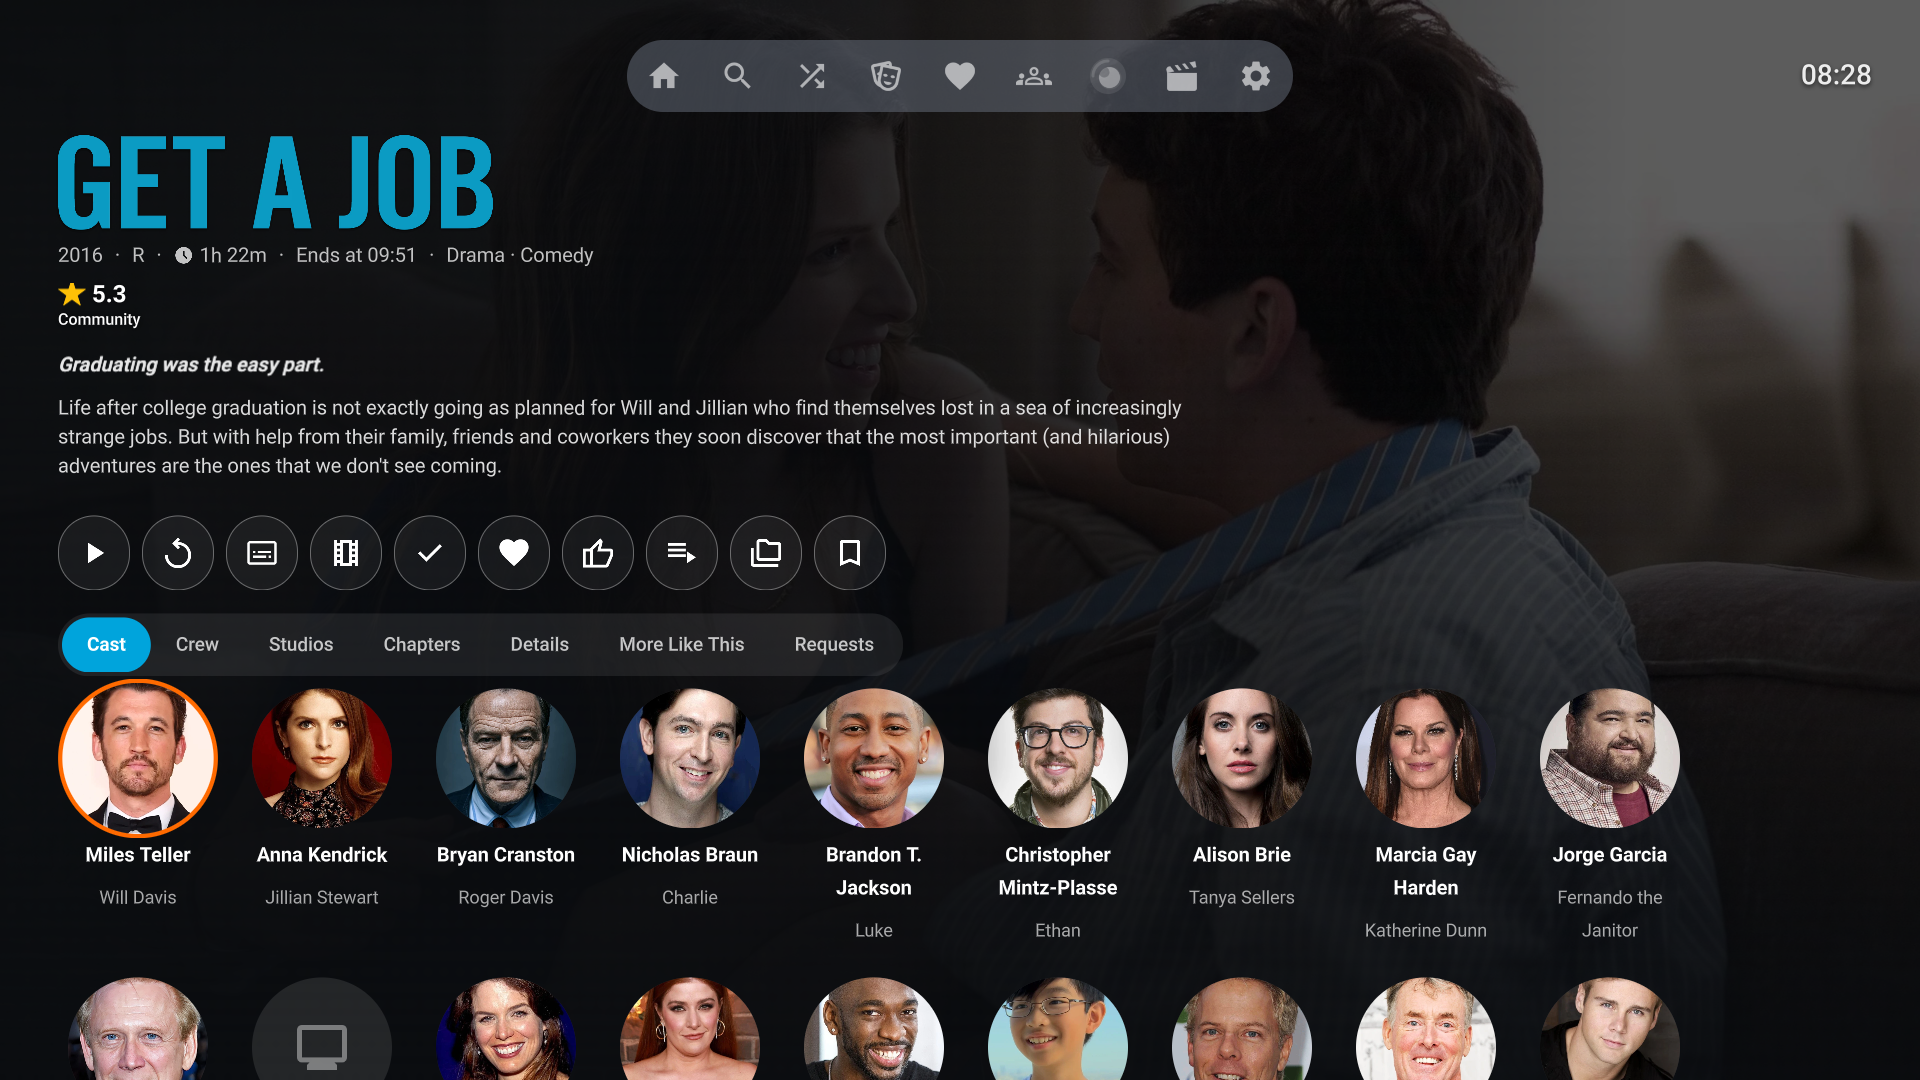 08:28
GET A JOB
2016 · R · 1h 22m · Ends at 09:51 · Drama · Comedy
5.3
Community
Graduating was the easy part.
Life after college graduation is not exactly going as planned for Will and Jillian who find themselves lost in a sea of increasingly
strange jobs. But with help from their family, friends and coworkers they soon discover that the most important (and hilarious)
adventures are the ones that we don't see coming.
Cast Crew Studios Chapters Details More Like This Requests
Miles Teller
Will Davis
Anna Kendrick
Jillian Stewart
Bryan Cranston
Roger Davis
Nicholas Braun
Charlie
Brandon T.
Jackson
Luke
Christopher
Mintz-Plasse
Ethan
Alison Brie
Tanya Sellers
Marcia Gay
Harden
Katherine Dunn
Jorge Garcia
Fernando the
Janitor